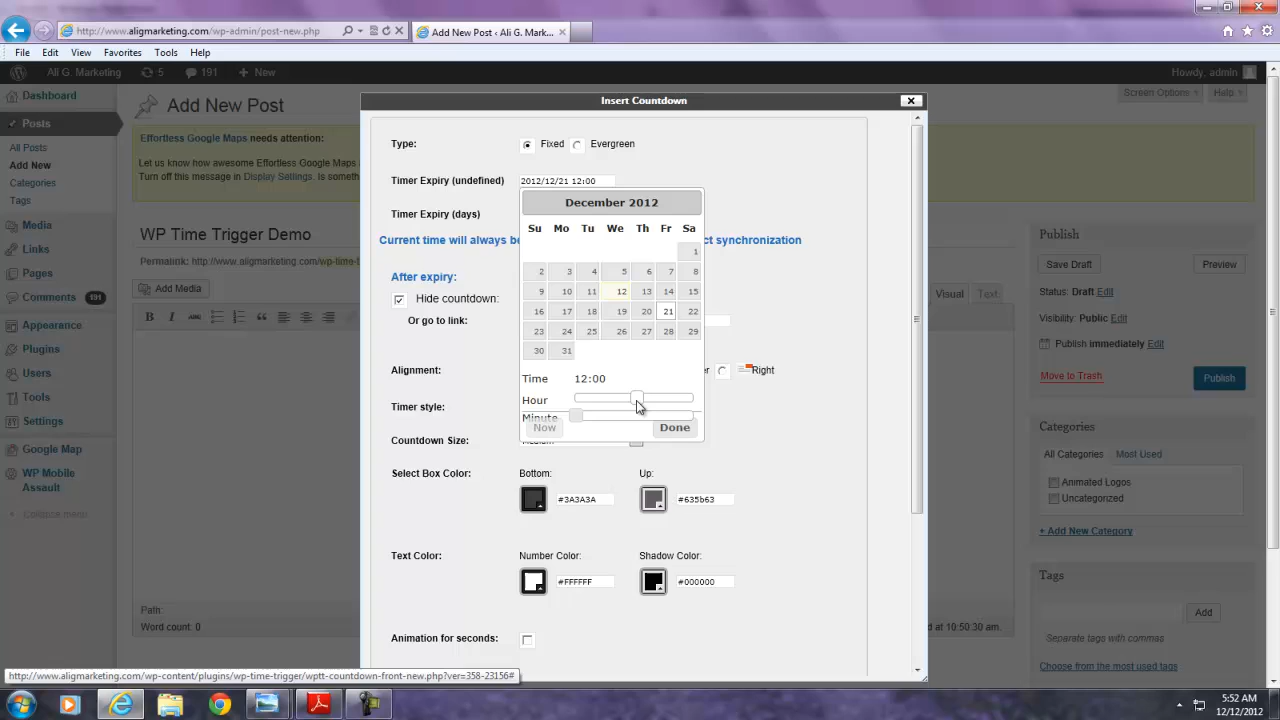 http://www.aligmarketing.com/wp-admin/post-new.php
Add New Post ‹ Ali G. Mark...
File Edit View Favorites Tools Help
Ali G. Marketing 5 191 New
Howdy, admin
Dashboard
Posts
All Posts
Add New
Categories
Tags
Media
Links
Pages
Comments 191
Appearance
Plugins
Users
Tools
Settings
Google Map
WP Mobile
Assault
Collapse menu
Add New Post
Screen Options
Help
Effortless Google Maps needs attention:
Let us know how awesome Effortless Google Maps
Turn off this message in Display Settings.
WP Time Trigger Demo
Permalink: http://www.aligmarketing.com/wp-time-t
Add Media
Visual
Text
B I ABC
Path:
Word count: 0
at 10:50:30 am.
Insert Countdown
Type:
Fixed
Evergreen
Timer Expiry (undefined)
2012/12/21 12:00
Timer Expiry (days)
Current time will always be
ct synchronization
After expiry:
Hide countdown:
Or go to link:
Alignment:
er
Right
Timer style:
Countdown Size:
Select Box Color:
Bottom:
Up:
#3A3A3A
#635b63
Text Color:
Number Color:
Shadow Color:
#FFFFFF
#000000
Animation for seconds:
December 2012
Su Mo Tu We Th Fr Sa
1
2 3 4 5 6 7 8
9 10 11 12 13 14 15
16 17 18 19 20 21 22
23 24 25 26 27 28 29
30 31
Time 12:00
Hour
Minute
Now
Done
Publish
Save Draft
Preview
Status: Draft Edit
Visibility: Public Edit
Publish immediately Edit
Move to Trash
Publish
Categories
All Categories
Most Used
Animated Logos
Uncategorized
+ Add New Category
Tags
Add
Separate tags with commas
Choose from the most used tags
http://www.aligmarketing.com/wp-content/plugins/wp-time-trigger/wptt-countdown-front-new.php?ver=358-23156#
5:52 AM
12/12/2012